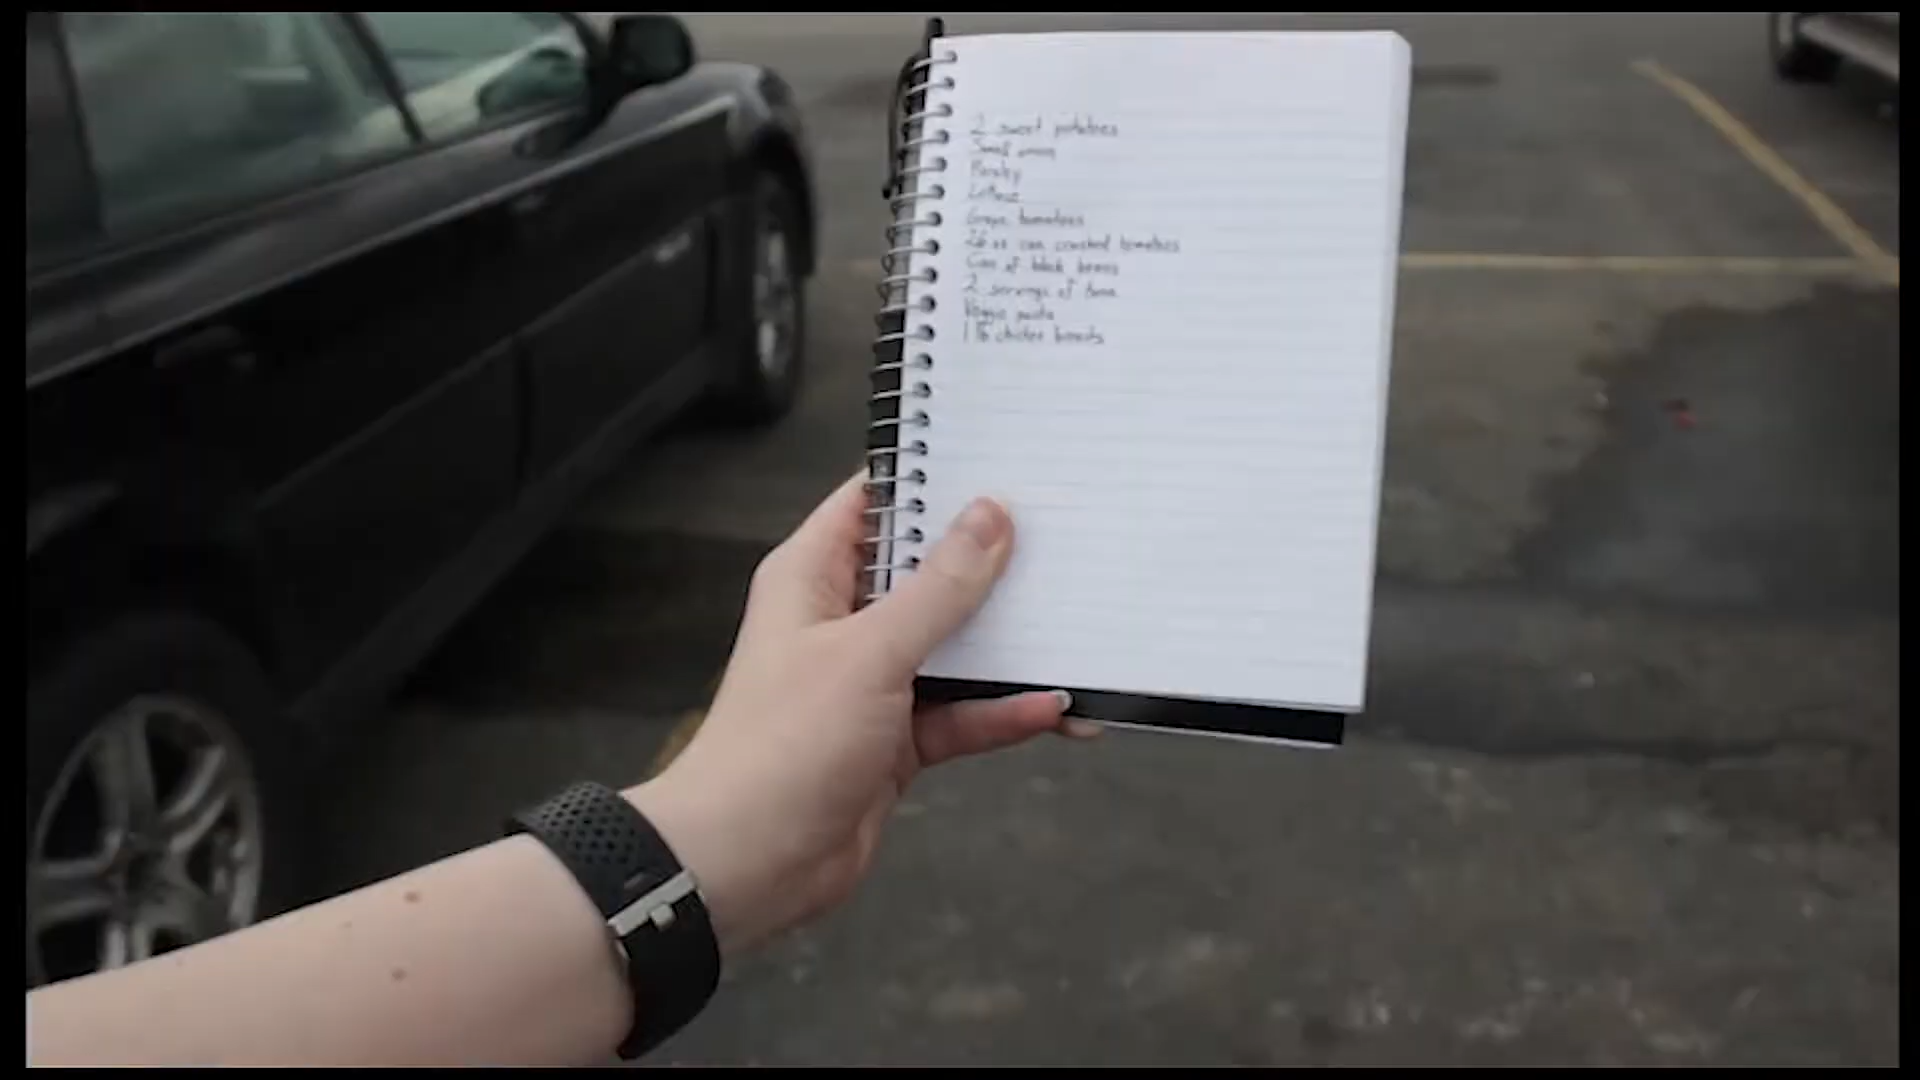 2 sweet potatoes
Small onion
Parsley
Lettuce
Grape tomatoes
28 oz can crushed tomatoes
Can of black beans
2 servings of tuna
Veggie pasta
1 lb chicken breasts